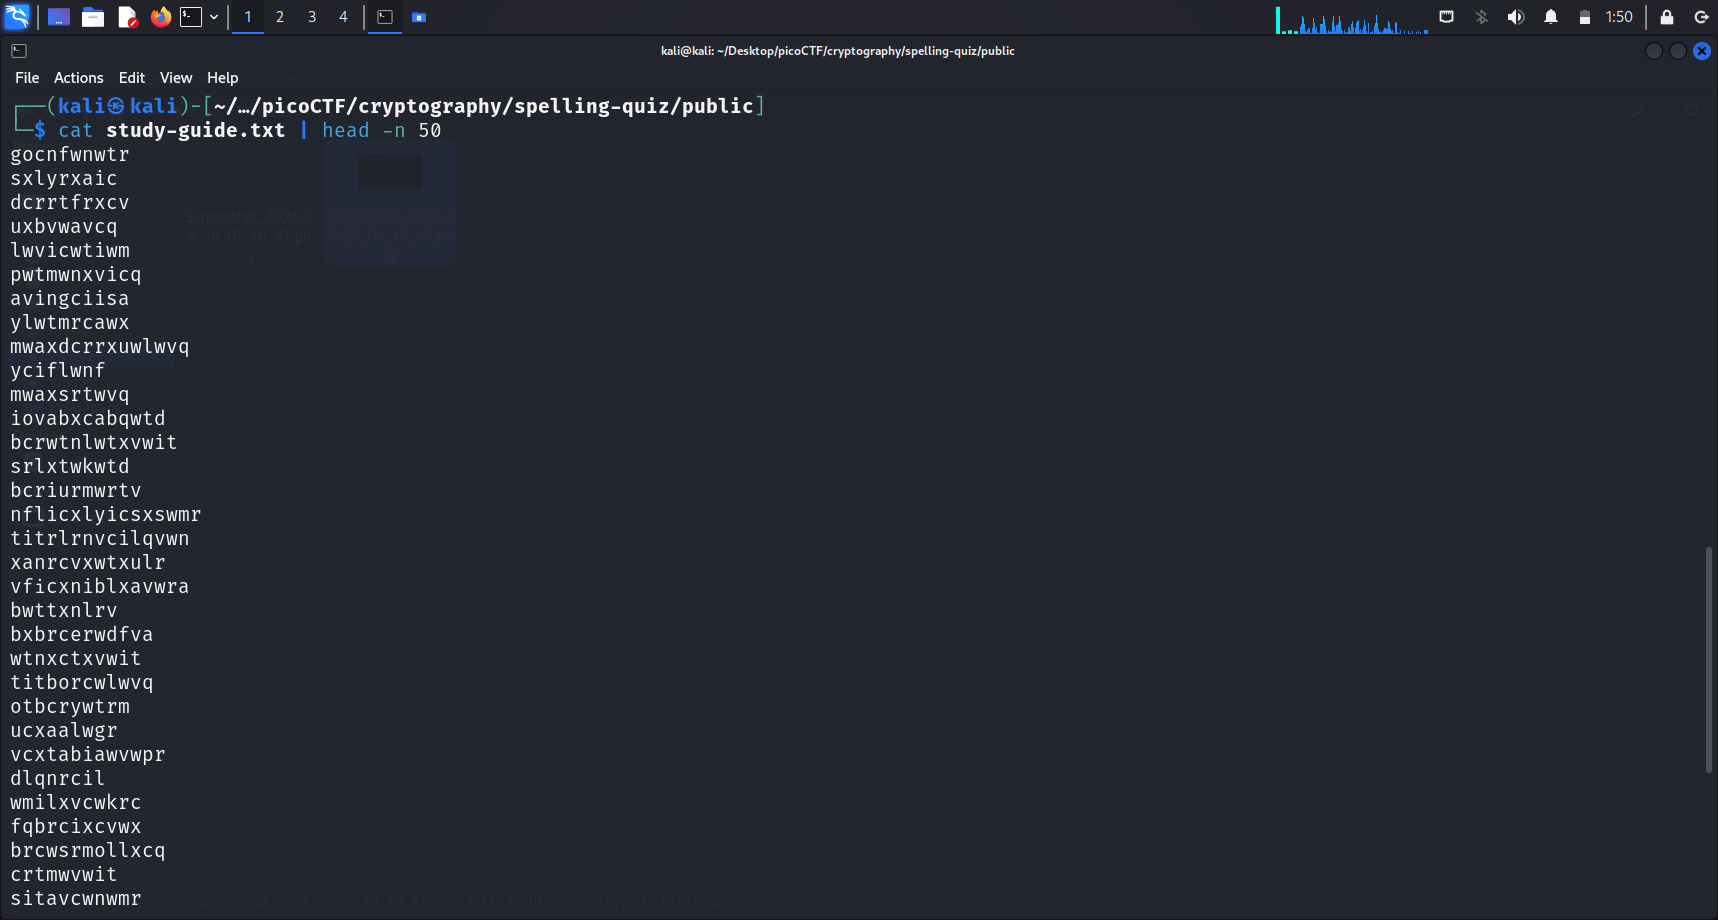 1 2 3 4 1:50
kali@kali: ~/Desktop/picoCTF/cryptography/spelling-quiz/public
File Actions Edit View Help
┌──(kali㉿kali)-[~/…/picoCTF/cryptography/spelling-quiz/public]
└─$ cat study-guide.txt | head -n 50
gocnfwnwtr
sxlyrxaic
dcrrtfrxcv
uxbvwavcq
lwvicwtiwm
pwtmwnxvicq
avingciisa
ylwtmrcawx
mwaxdcrrxuwlwvq
yciflwnf
mwaxsrtwvq
iovabxcabqwtd
bcrwtnlwtxvwit
srlxtwkwtd
bcriurmwrtv
nflicxlyicsxswmr
titrlrnvcilqvwn
xanrcvxwtxulr
vficxniblxavwra
bwttxnlrv
bxbrcerwdfva
wtnxctxvwit
titborcwlwvq
otbcrywtrm
ucxaalwgr
vcxtabiawvwpr
dlqnrcil
wmilxvcwkrc
fqbrcixcvwx
brcwsrmollxcq
crtmwvwit
sitavcwnwmr